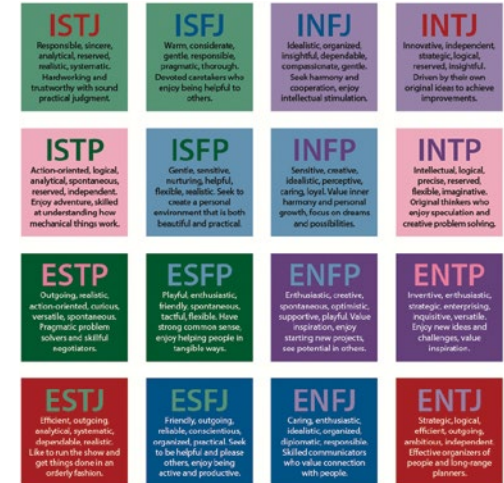 ISTJ
Responsible, sincere,
analytical, reserved,
realistic, systematic.
Hardworking and
trustworthy with sound
practical judgment.
ISFJ
Warm, considerate,
gentle, responsible,
pragmatic, thorough.
Devoted caretakers who
enjoy being helpful to
others.
INFJ
Idealistic, organized,
insightful, dependable,
compassionate, gentle.
Seek harmony and
cooperation, enjoy
intellectual stimulation.
INTJ
Innovative, independent,
strategic, logical,
reserved, insightful.
Driven by their own
original ideas to achieve
improvements.
ISTP
Action-oriented, logical,
analytical, spontaneous,
reserved, independent.
Enjoy adventure, skilled
at understanding how
mechanical things work.
ISFP
Gentle, sensitive,
nurturing, helpful,
flexible, realistic. Seek to
create a personal
environment that is both
beautiful and practical.
INFP
Sensitive, creative,
idealistic, perceptive,
caring, loyal. Value inner
harmony and personal
growth, focus on dreams
and possibilities.
INTP
Intellectual, logical,
precise, reserved,
flexible, imaginative.
Original thinkers who
enjoy speculation and
creative problem solving.
ESTP
Outgoing, realistic,
action-oriented, curious,
versatile, spontaneous.
Pragmatic problem
solvers and skillful
negotiators.
ESFP
Playful, enthusiastic,
friendly, spontaneous,
tactful, flexible. Have
strong common sense,
enjoy helping people in
tangible ways.
ENFP
Enthusiastic, creative,
spontaneous, optimistic,
supportive, playful. Value
inspiration, enjoy
starting new projects,
see potential in others.
ENTP
Inventive, enthusiastic,
strategic, enterprising,
inquisitive, versatile.
Enjoy new ideas and
challenges, value
inspiration.
ESTJ
Efficient, outgoing,
analytical, systematic,
dependable, realistic.
Like to run the show and
get things done in an
orderly fashion.
ESFJ
Friendly, outgoing,
reliable, conscientious,
organized, practical. Seek
to be helpful and please
others, enjoy being
active and productive.
ENFJ
Caring, enthusiastic,
idealistic, organized,
diplomatic, responsible.
Skilled communicators
who value connection
with people.
ENTJ
Strategic, logical,
efficient, outgoing,
ambitious, independent.
Effective organizers of
people and long-range
planners.